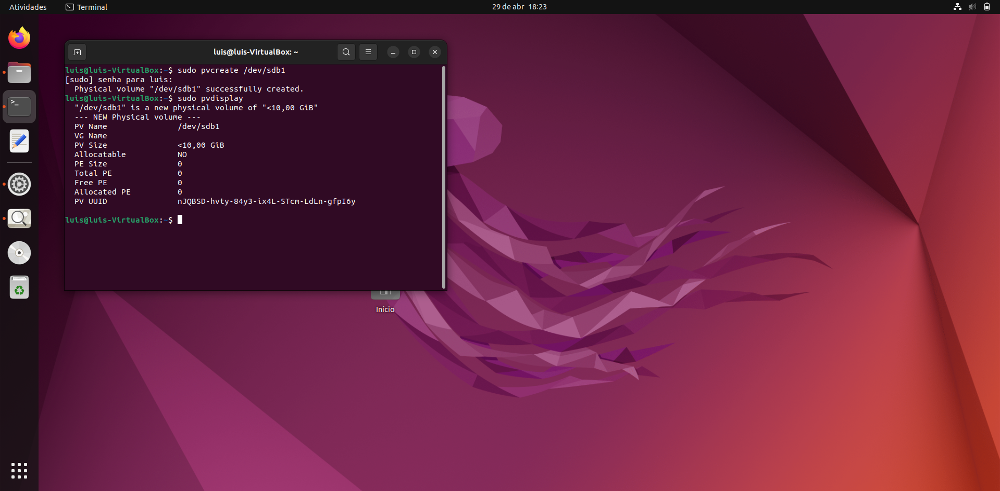 Atividades Terminal 29 de abr 18:23
luis@luis-VirtualBox: ~
luis@luis-VirtualBox:~$ sudo pvcreate /dev/sdb1
[sudo] senha para luis:
  Physical volume "/dev/sdb1" successfully created.
luis@luis-VirtualBox:~$ sudo pvdisplay
  "/dev/sdb1" is a new physical volume of "<10,00 GiB"
  --- NEW Physical volume ---
  PV Name               /dev/sdb1
  VG Name
  PV Size               <10,00 GiB
  Allocatable           NO
  PE Size               0
  Total PE              0
  Free PE               0
  Allocated PE          0
  PV UUID               nJQBSD-hvty-84y3-ix4L-STcm-LdLn-gfpI6y
luis@luis-VirtualBox:~$
Início